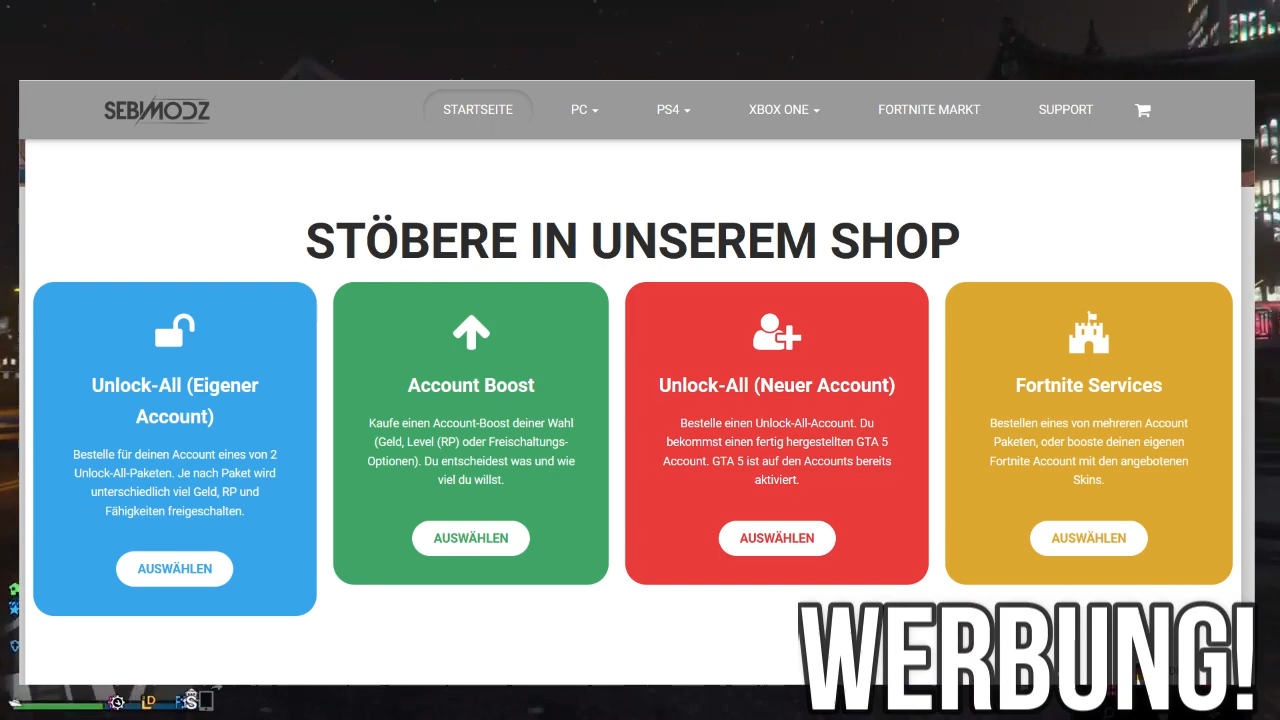 SEBIMODZ
STARTSEITE
PC
PS4
XBOX ONE
FORTNITE MARKT
SUPPORT
STÖBERE IN UNSEREM SHOP
Unlock-All (Eigener
Account)
Bestelle für deinen Account eines von 2
Unlock-All-Paketen. Je nach Paket wird
unterschiedlich viel Geld, RP und
Fähigkeiten freigeschalten.
AUSWÄHLEN
Account Boost
Kaufe einen Account-Boost deiner Wahl
(Geld, Level (RP) oder Freischaltungs-
Optionen). Du entscheidest was und wie
viel du willst.
AUSWÄHLEN
Unlock-All (Neuer Account)
Bestelle einen Unlock-All-Account. Du
bekommst einen fertig hergestellten GTA 5
Account. GTA 5 ist auf den Accounts bereits
aktiviert.
AUSWÄHLEN
Fortnite Services
Bestellen eines von mehreren Account
Paketen, oder booste deinen eigenen
Fortnite Account mit den angebotenen
Skins.
AUSWÄHLEN
WERBUNG!